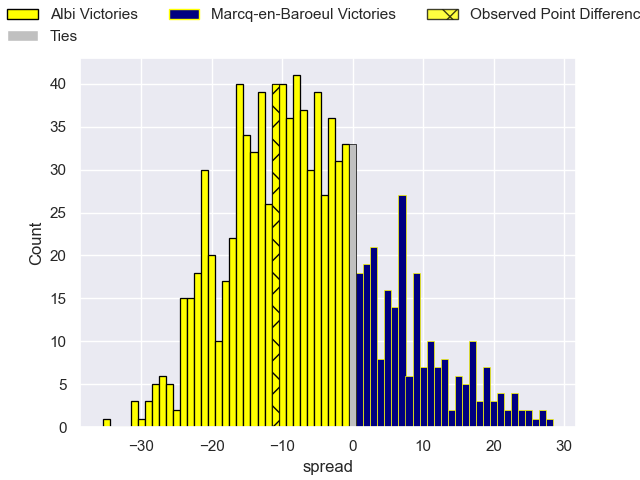 Albi Victories
Marcq-en-Baroeul Victories
Observed Point Differenc
Ties
Count
40
35
30
25
20
15
10
5
0
−30
−20
−10
0
10
20
30
spread